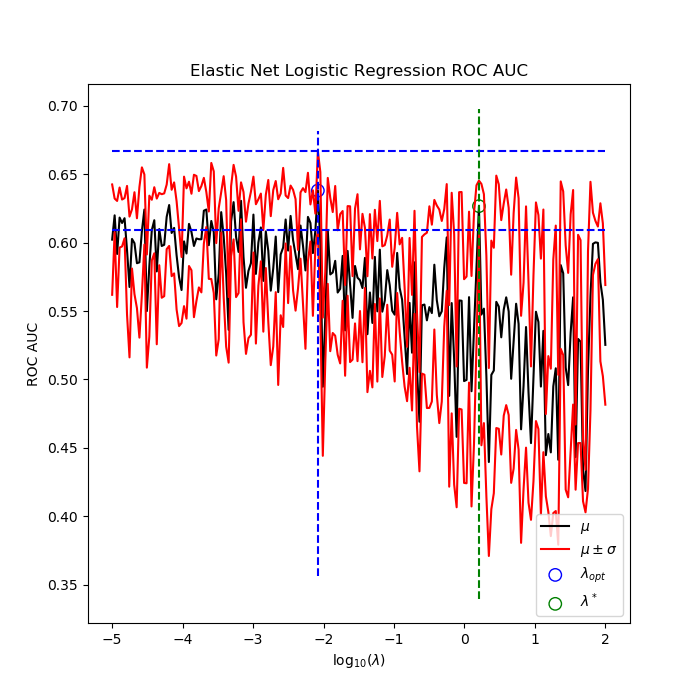 Elastic Net Logistic Regression ROC AUC
0.70
0.65
0.60
0.55
0.50
0.45
0.40
0.35
ROC AUC
−5 −4 −3 −2 −1 0 1 2
log₁₀(λ)
μ
μ ± σ
λ_opt
λ*